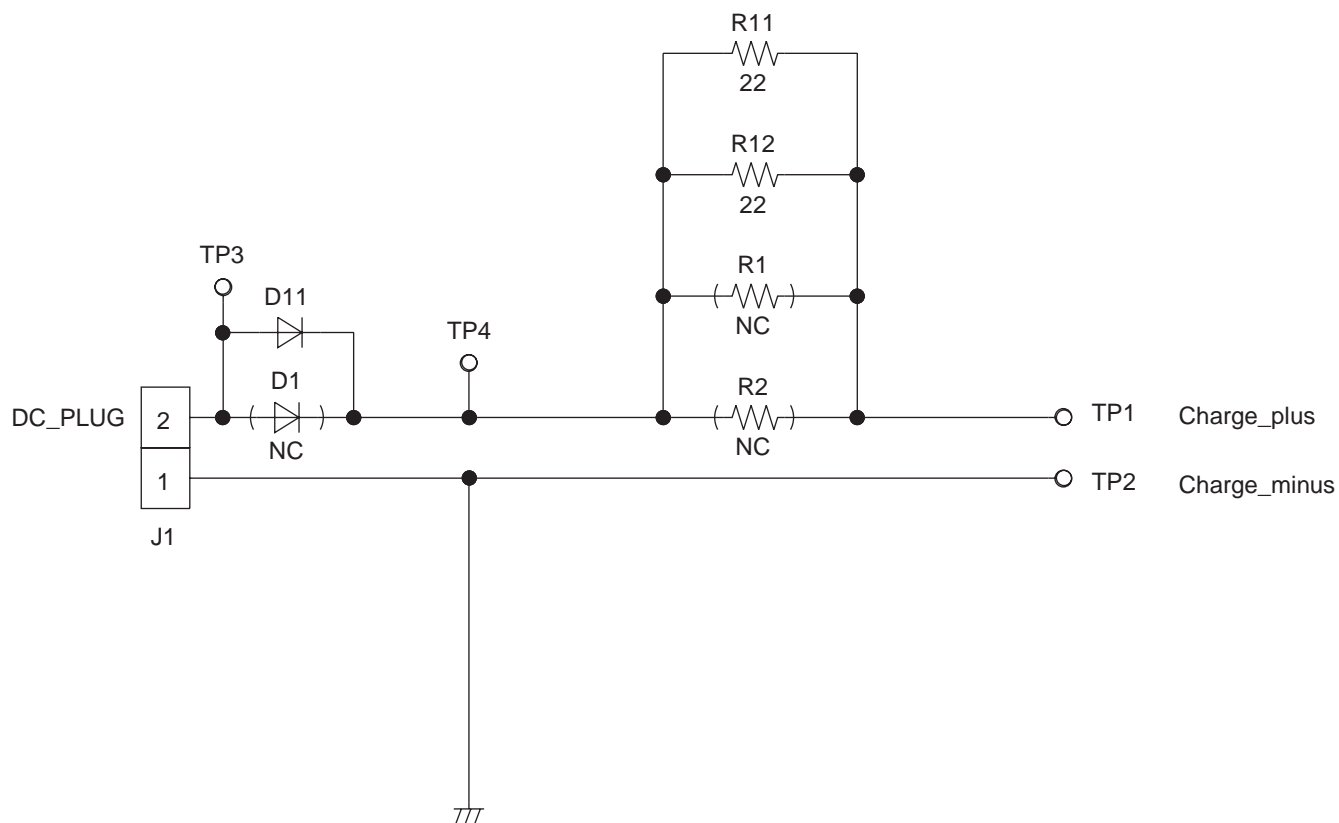 R11
22
R12
22
TP3
R1
D11
NC
TP4
D1
R2
DC_PLUG
2
NC
NC
TP1
Charge_plus
1
TP2
Charge_minus
J1